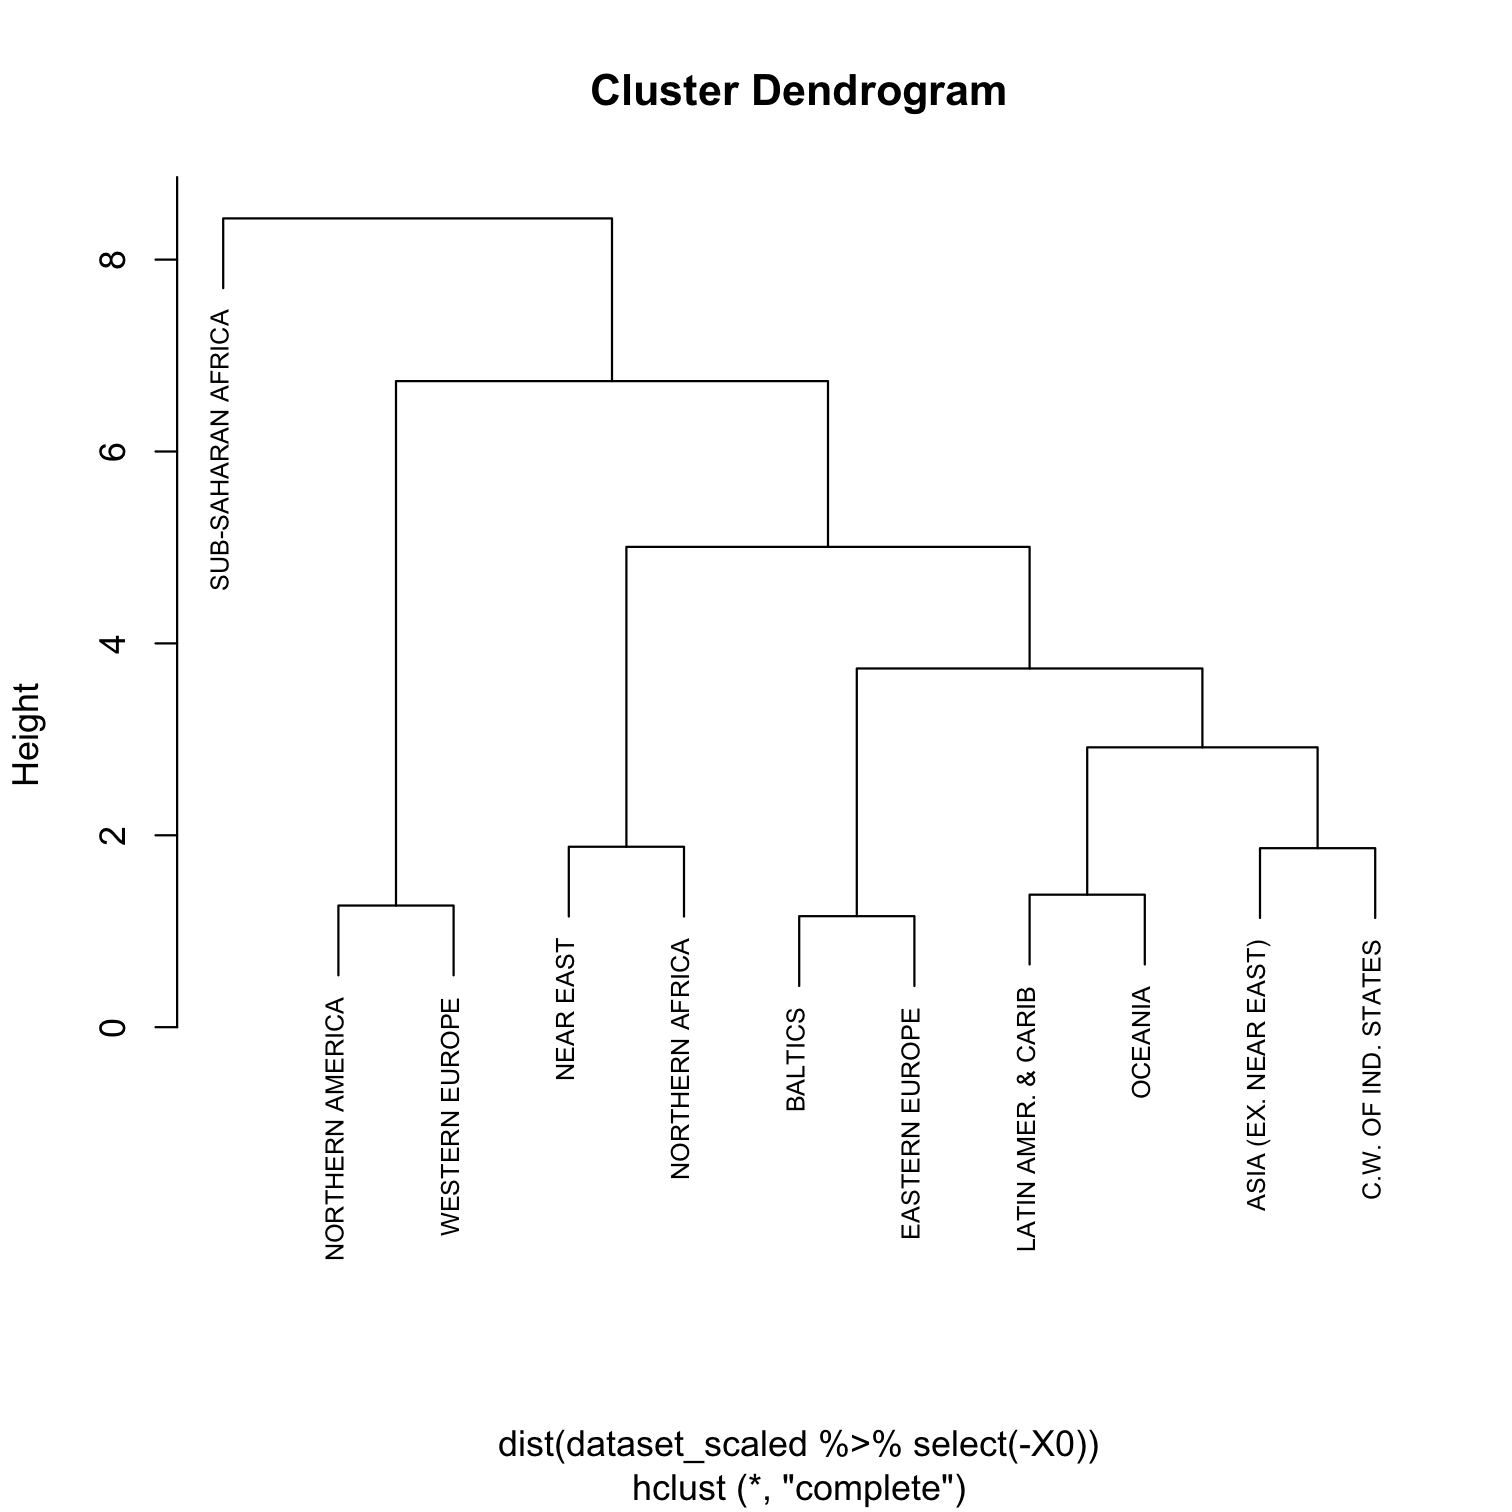 Cluster Dendrogram
Height
8
6
4
2
0
SUB-SAHARAN AFRICA
NORTHERN AMERICA
WESTERN EUROPE
NEAR EAST
NORTHERN AFRICA
BALTICS
EASTERN EUROPE
LATIN AMER. & CARIB
OCEANIA
ASIA (EX. NEAR EAST)
C.W. OF IND. STATES
dist(dataset_scaled %>% select(-X0))
hclust (*, "complete")